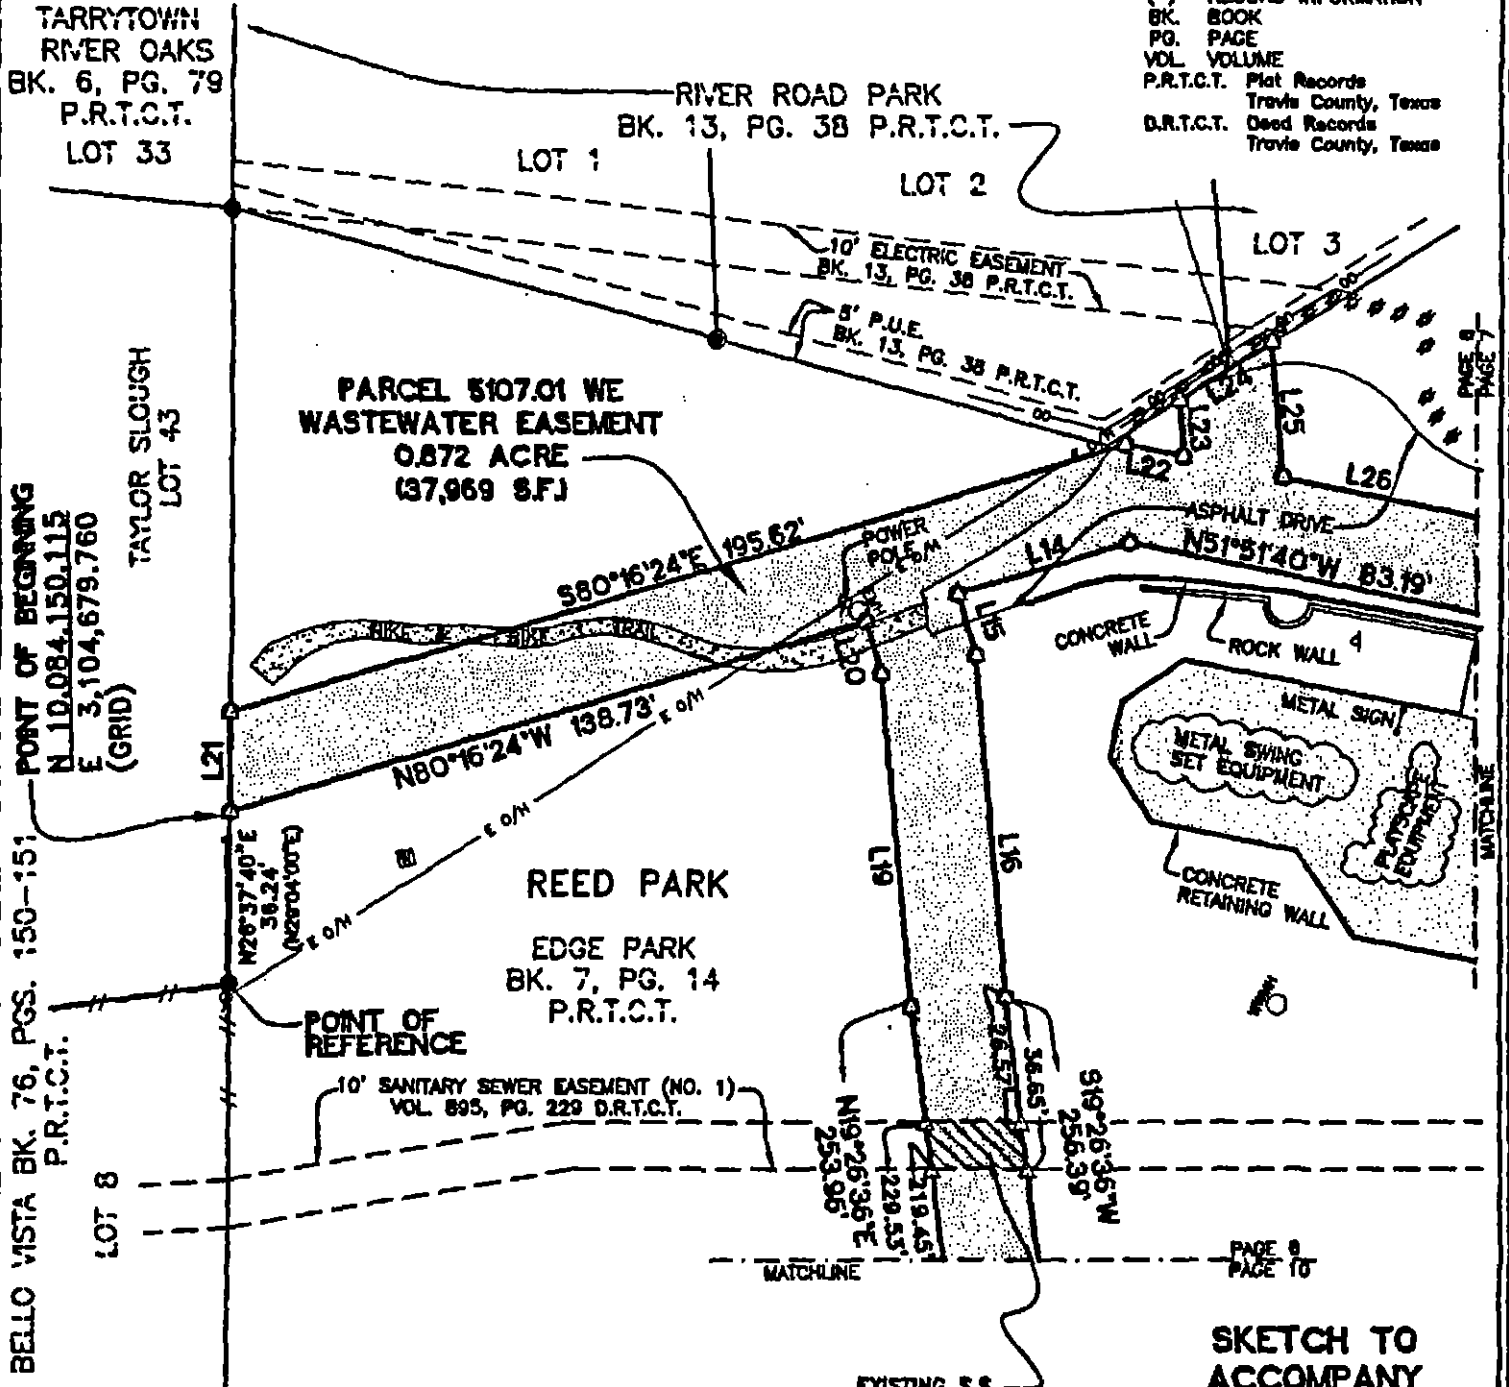 TARRYTOWN
RIVER OAKS
BK. 6, PG. 79
P.R.T.C.T.
LOT 33
BK. BOOK
PG. PAGE
VOL. VOLUME
P.R.T.C.T. Plat Records
Travis County, Texas
D.R.T.C.T. Deed Records
Travis County, Texas
RIVER ROAD PARK
BK. 13, PG. 38 P.R.T.C.T.
LOT 1
LOT 2
LOT 3
10' ELECTRIC EASEMENT
BK. 13, PG. 38 P.R.T.C.T.
5' P.U.E.
BK. 13, PG. 38 P.R.T.C.T.
PARCEL 5107.01 WE
WASTEWATER EASEMENT
0.872 ACRE
(37,969 S.F.)
TAYLOR SLOUGH
LOT 43
POINT OF BEGINNING
N 10,084,150.115
E 3,104,679.760
(GRID)
S80°16'24"E 195.62'
N80°16'24"W 138.73'
HIKE & BIKE TRAIL
POWER
POLE
E O/H
E O/H
E O/H
E O/H
L14
L15
L16
L19
L20
L21
L22
L23
L24
L25
L26
ASPHALT DRIVE
N51°51'40"W 83.19'
CONCRETE
WALL
ROCK WALL
4
METAL SIGN
METAL SWING
SET EQUIPMENT
PLAYSCAPE
EQUIPMENT
CONCRETE
RETAINING WALL
PAGE 8
PAGE 7
MATCHLINE
N26°37'40"E
36.24'
(N29°04'00"E)
REED PARK
EDGE PARK
BK. 7, PG. 14
P.R.T.C.T.
POINT OF
REFERENCE
BELLO VISTA BK. 76, PGS. 150-151
P.R.T.C.T.
LOT 8
10' SANITARY SEWER EASEMENT (NO. 1)
VOL. 895, PG. 229 D.R.T.C.T.
N19°26'36"E
253.96'
229.53'
219.45'
26.57'
36.65'
S19°26'36"W
256.39'
MATCHLINE
PAGE 8
PAGE 10
EXISTING S.S.
SKETCH TO
ACCOMPANY